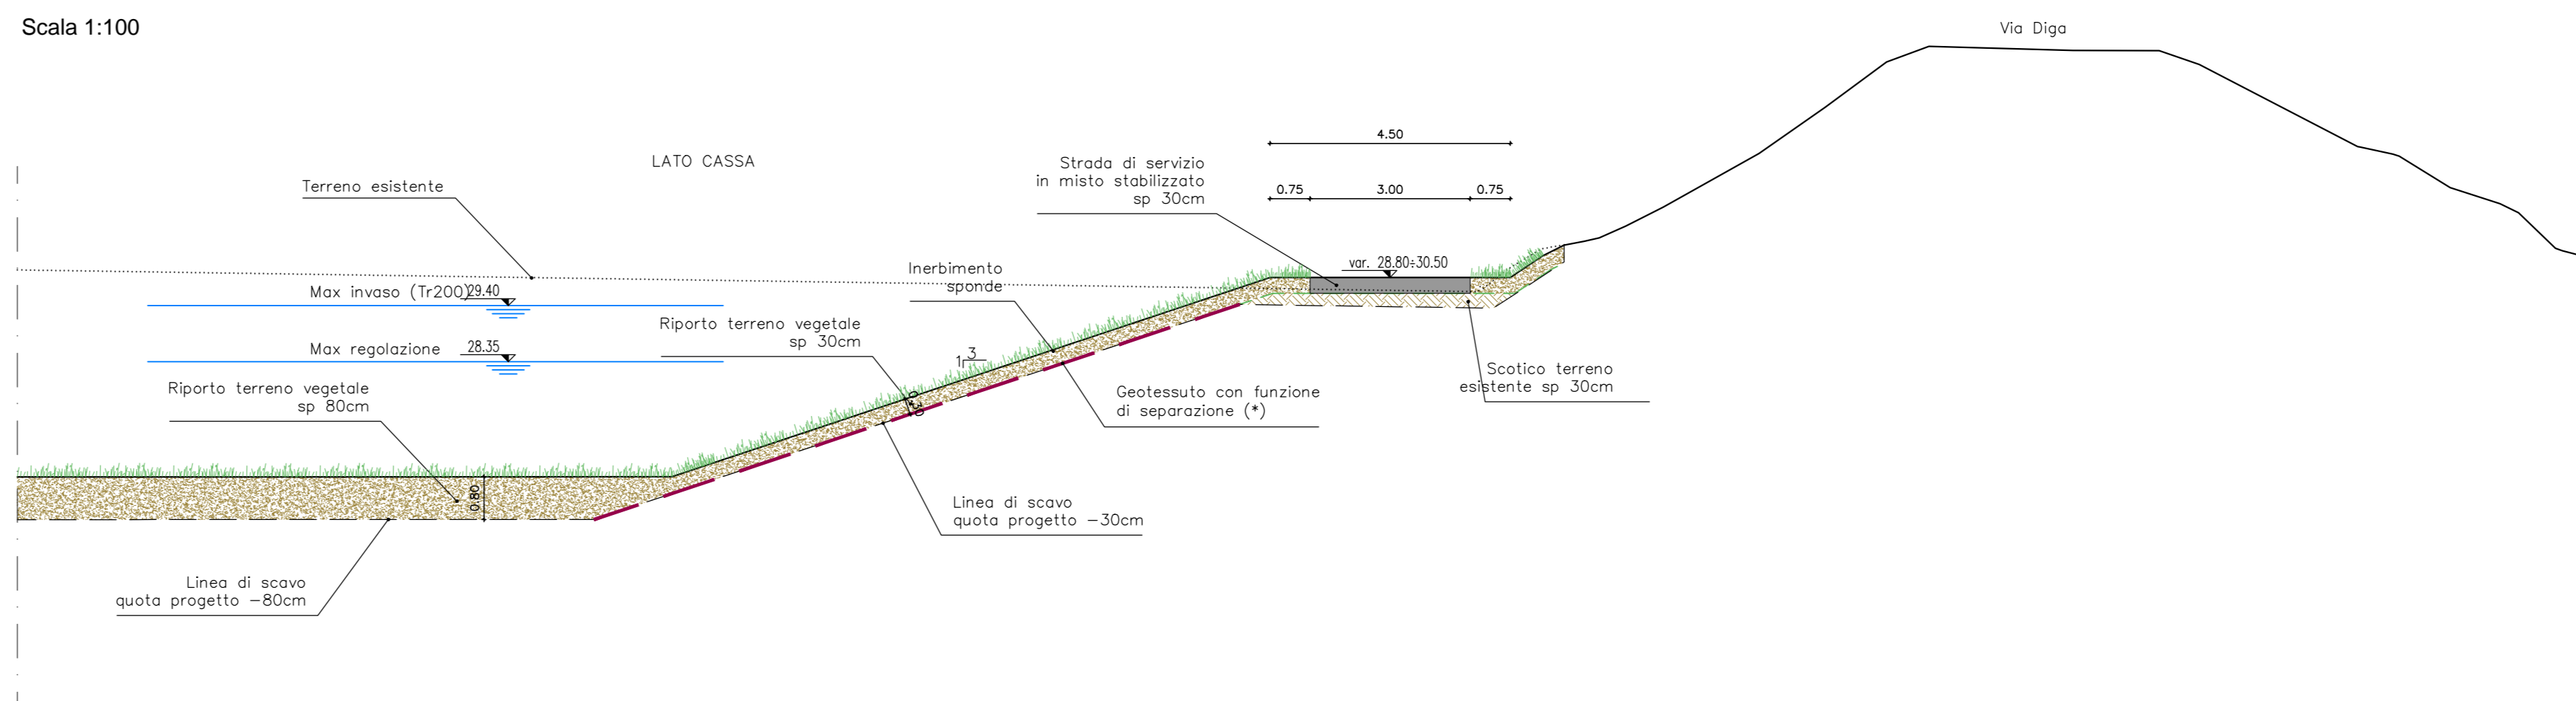 Scala 1:100
Via Diga
4.50
LATO CASSA
Strada di servizio
in misto stabilizzato
sp 30cm
Terreno esistente
0.75
3.00
0.75
var. 28.80÷30.50
Inerbimento
sponde
Max invaso (Tr200)
29.40
Riporto terreno vegetale
sp 30cm
Max regolazione
28.35
1
3
Riporto terreno vegetale
sp 80cm
0.30
Geotessuto con funzione
di separazione (*)
Scotico terreno
esistente sp 30cm
0.80
Linea di scavo
quota progetto -30cm
Linea di scavo
quota progetto -80cm